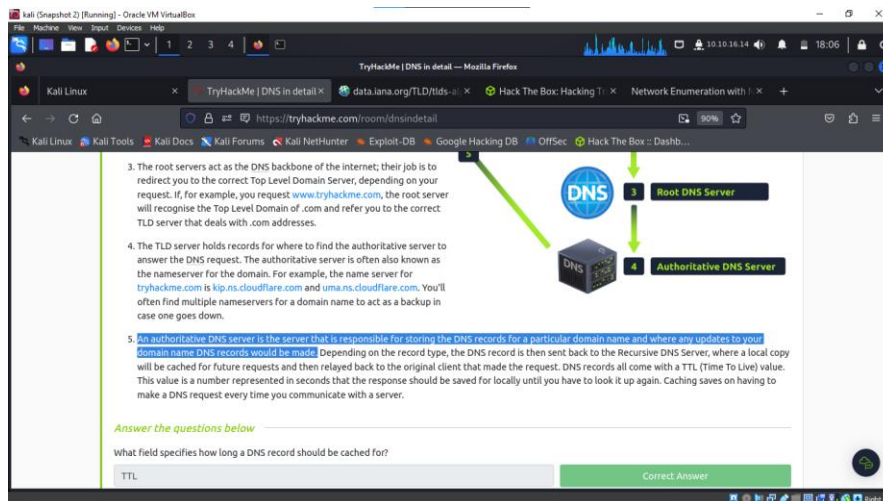 kali (Snapshot 2) [Running] - Oracle VM VirtualBox
File Machine View Input Devices Help
1 2 3 4
10.10.16.14
18:06
TryHackMe | DNS in detail — Mozilla Firefox
Kali Linux
TryHackMe | DNS in detail
data.iana.org/TLD/tlds-al
Hack The Box: Hacking Tr
Network Enumeration with
https://tryhackme.com/room/dnsindetail
90%
Kali Linux Kali Tools Kali Docs Kali Forums Kali NetHunter Exploit-DB Google Hacking DB OffSec Hack The Box :: Dashb...
3. The root servers act as the DNS backbone of the internet; their job is to
redirect you to the correct Top Level Domain Server, depending on your
request. If, for example, you request www.tryhackme.com, the root server
will recognise the Top Level Domain of .com and refer you to the correct
TLD server that deals with .com addresses.
4. The TLD server holds records for where to find the authoritative server to
answer the DNS request. The authoritative server is often also known as
the nameserver for the domain. For example, the name server for
tryhackme.com is kip.ns.cloudflare.com and uma.ns.cloudflare.com. You'll
often find multiple nameservers for a domain name to act as a backup in
case one goes down.
5
DNS
3 Root DNS Server
DNS
4 Authoritative DNS Server
5. An authoritative DNS server is the server that is responsible for storing the DNS records for a particular domain name and where any updates to your
domain name DNS records would be made. Depending on the record type, the DNS record is then sent back to the Recursive DNS Server, where a local copy
will be cached for future requests and then relayed back to the original client that made the request. DNS records all come with a TTL (Time To Live) value.
This value is a number represented in seconds that the response should be saved for locally until you have to look it up again. Caching saves on having to
make a DNS request every time you communicate with a server.
Answer the questions below
What field specifies how long a DNS record should be cached for?
TTL
Correct Answer
Right